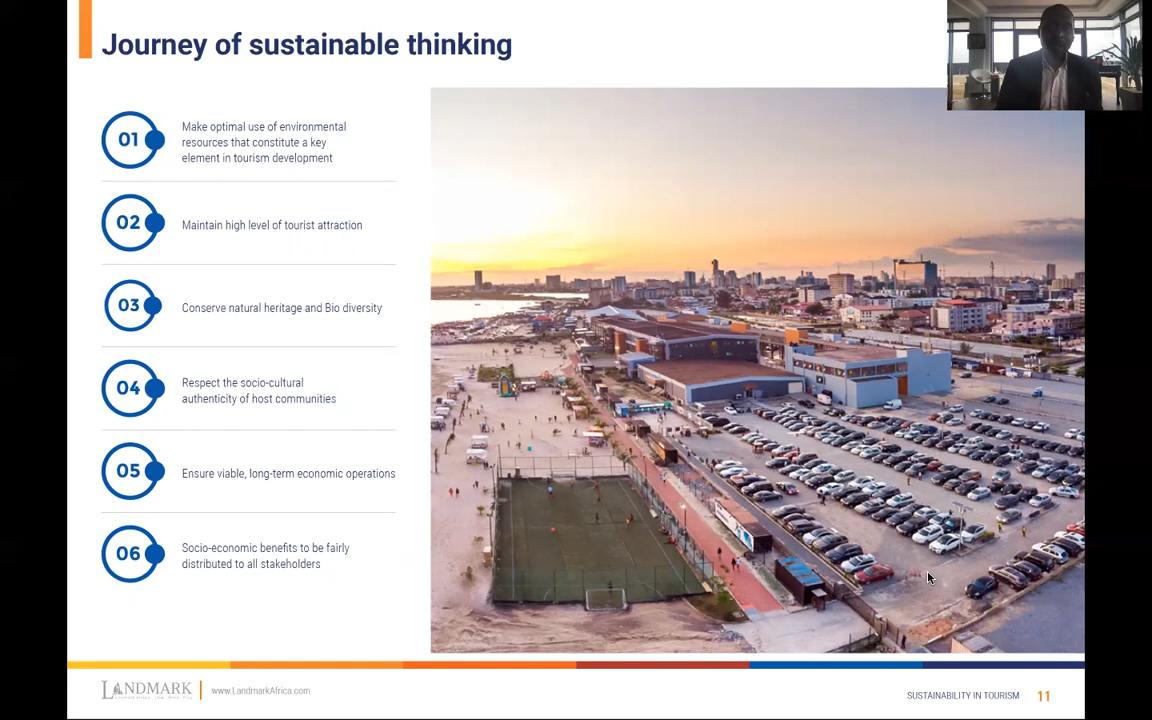 Journey of sustainable thinking
01
Make optimal use of environmental
resources that constitute a key
element in tourism development
02
Maintain high level of tourist attraction
03
Conserve natural heritage and Bio diversity
04
Respect the socio-cultural
authenticity of host communities
05
Ensure viable, long-term economic operations
06
Socio-economic benefits to be fairly
distributed to all stakeholders
LANDMARK
www.LandmarkAfrica.com
SUSTAINABILITY IN TOURISM
11